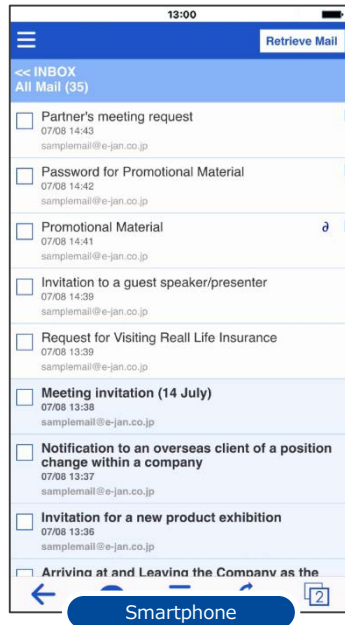 13:00
Retrieve Mail
<< INBOX
All Mail (35)
Partner's meeting request
07/08 14:43
samplemail@e-jan.co.jp
Password for Promotional Material
07/08 14:42
samplemail@e-jan.co.jp
Promotional Material
07/08 14:41
samplemail@e-jan.co.jp
Invitation to a guest speaker/presenter
07/08 14:39
samplemail@e-jan.co.jp
Request for Visiting Reall Life Insurance
07/08 13:39
samplemail@e-jan.co.jp
Meeting invitation (14 July)
07/08 13:38
samplemail@e-jan.co.jp
Notification to an overseas client of a position
change within a company
07/08 13:37
samplemail@e-jan.co.jp
Invitation for a new product exhibition
07/08 13:36
samplemail@e-jan.co.jp
Arriving at and Leaving the Company as the
2
Smartphone